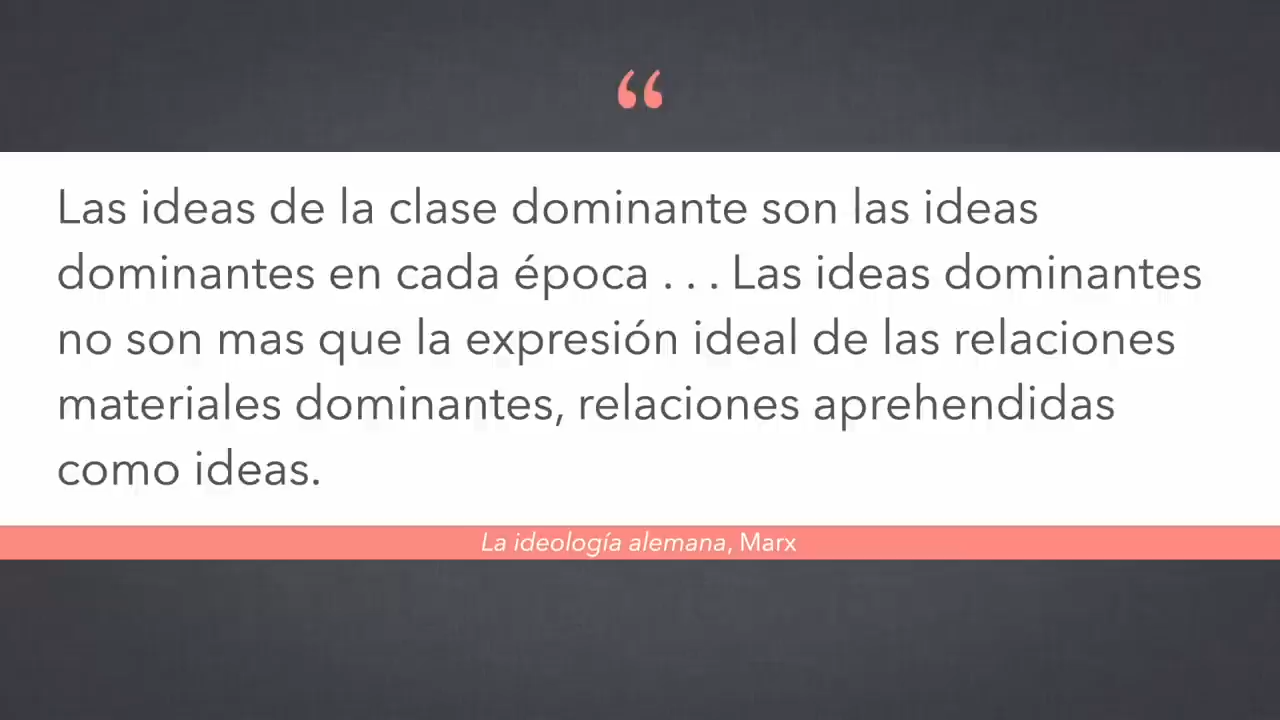 “
Las ideas de la clase dominante son las ideas
dominantes en cada época . . . Las ideas dominantes
no son mas que la expresión ideal de las relaciones
materiales dominantes, relaciones aprehendidas
como ideas.
La ideología alemana, Marx